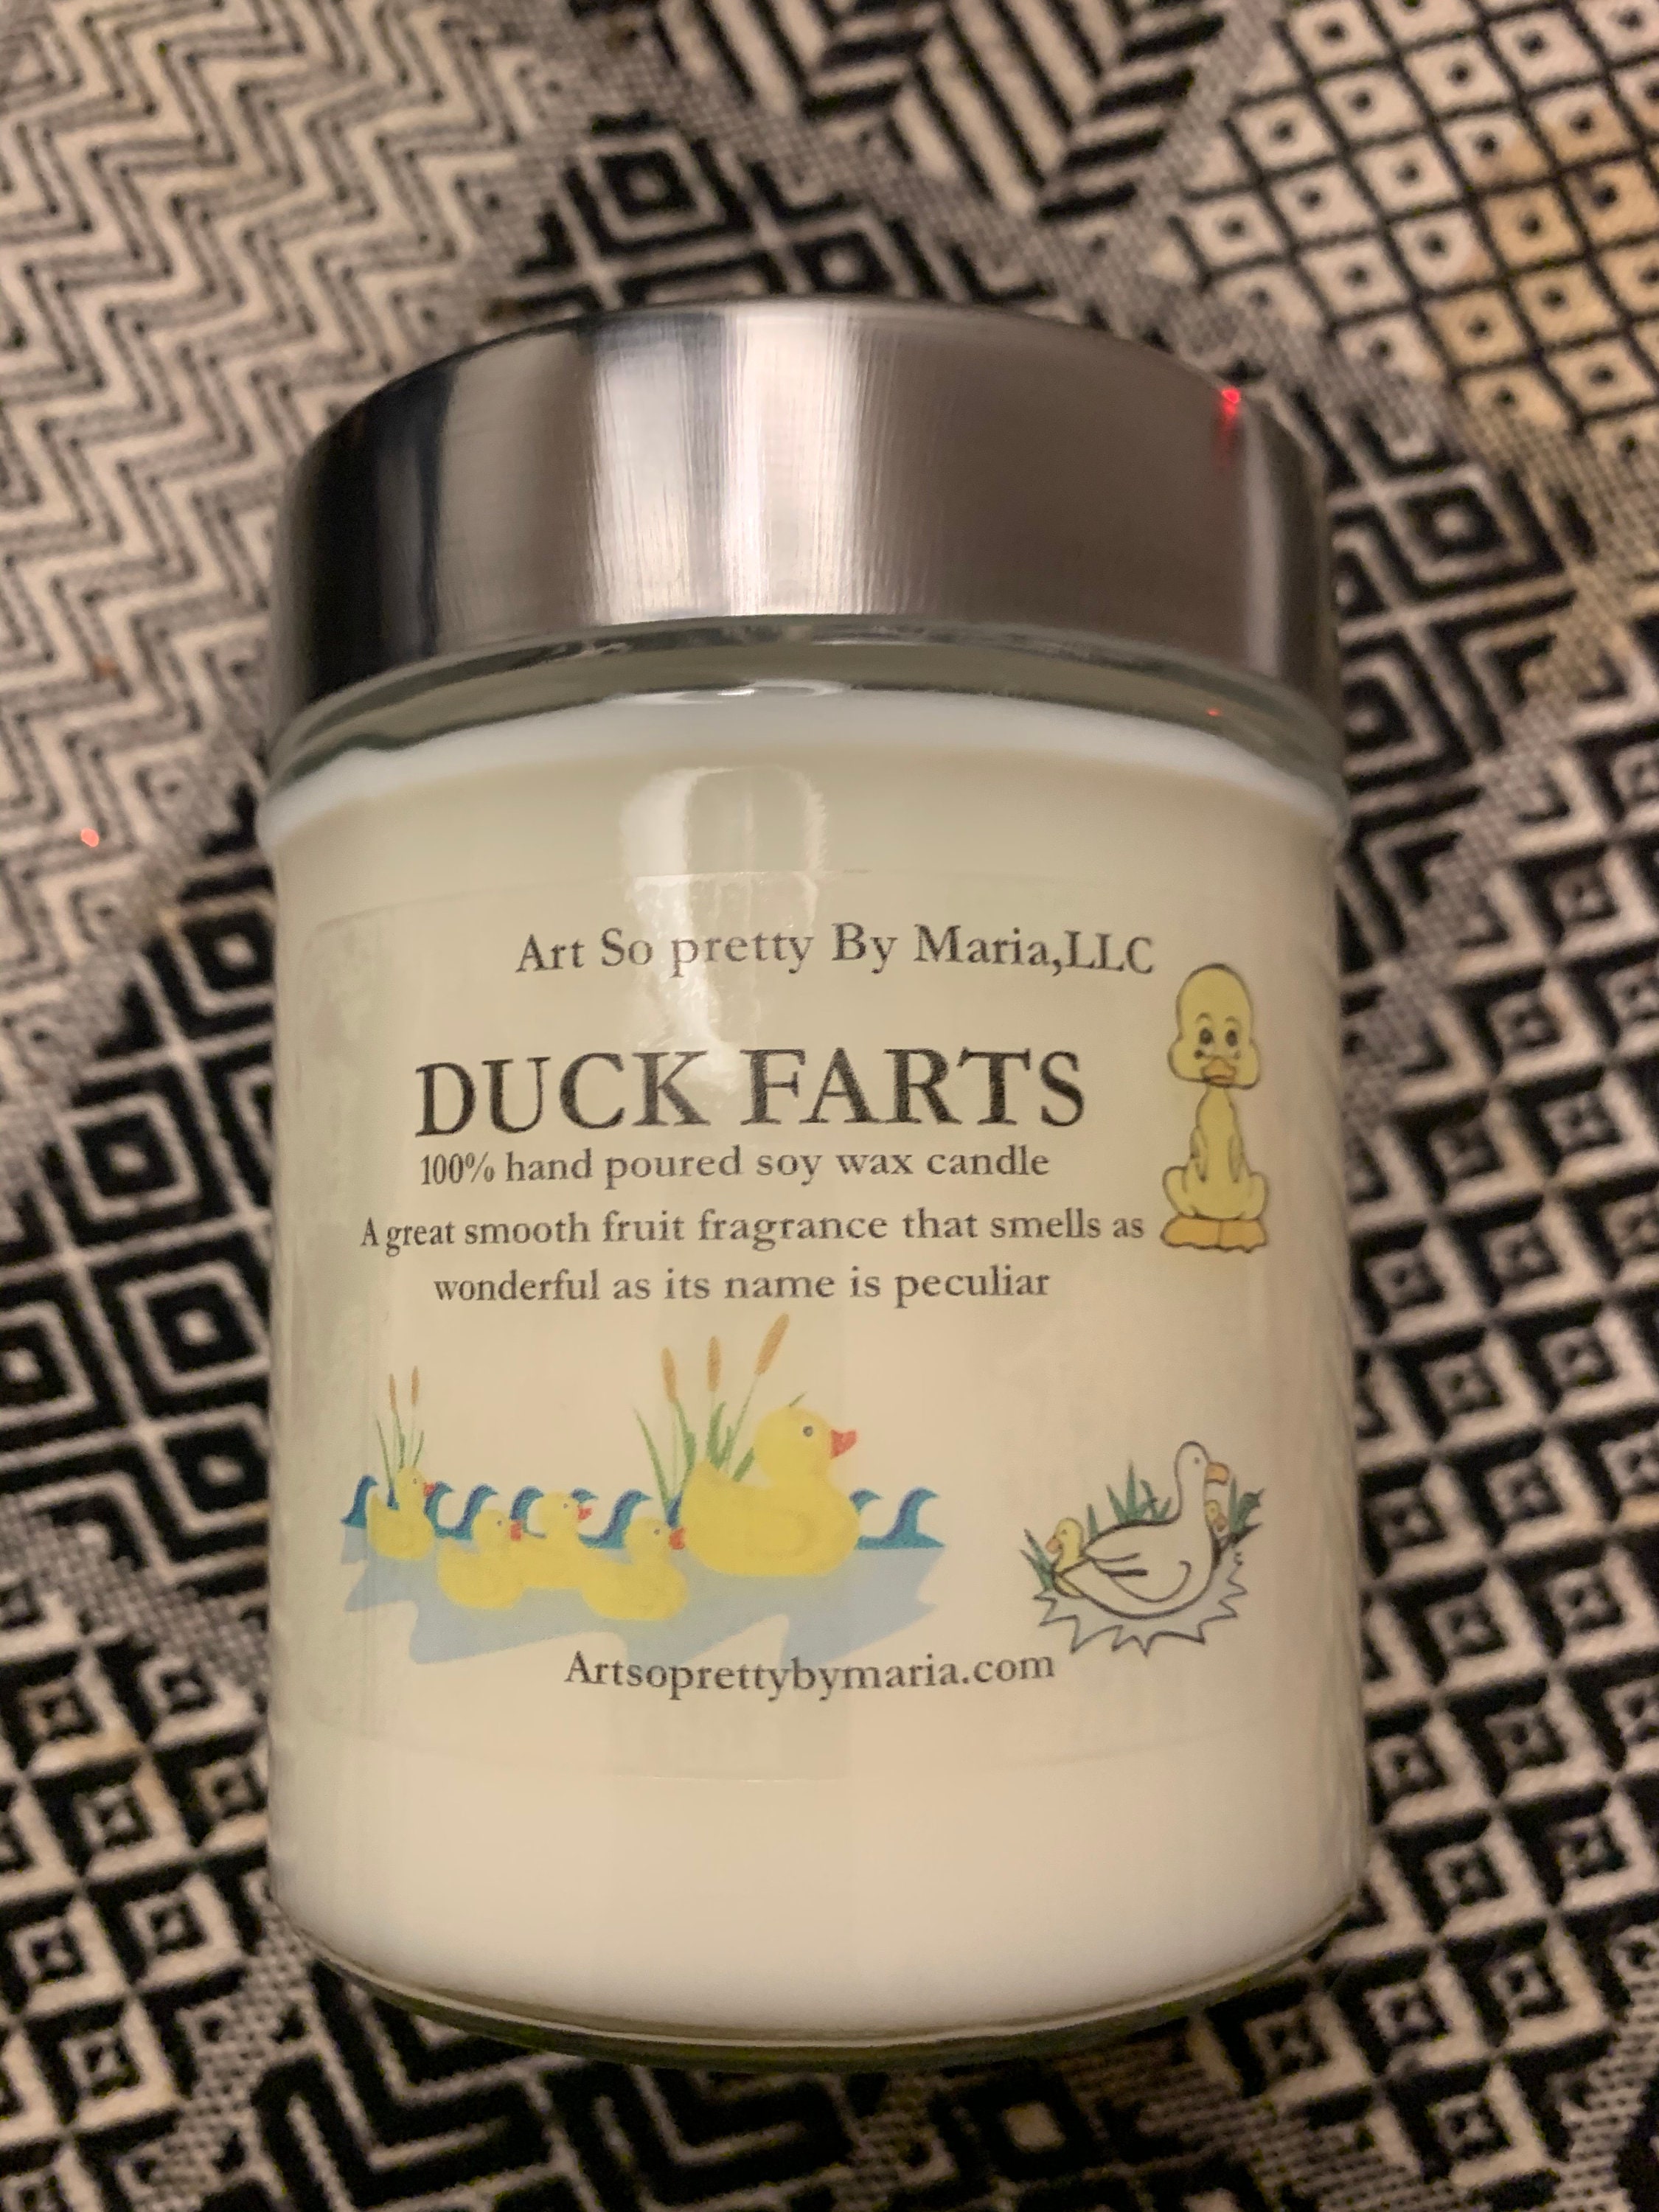 Art So pretty By Maria,LLC
DUCK FARTS
100% hand poured soy wax candle
A great smooth fruit fragrance that smells as
wonderful as its name is peculiar
Artsoprettybymaria.com